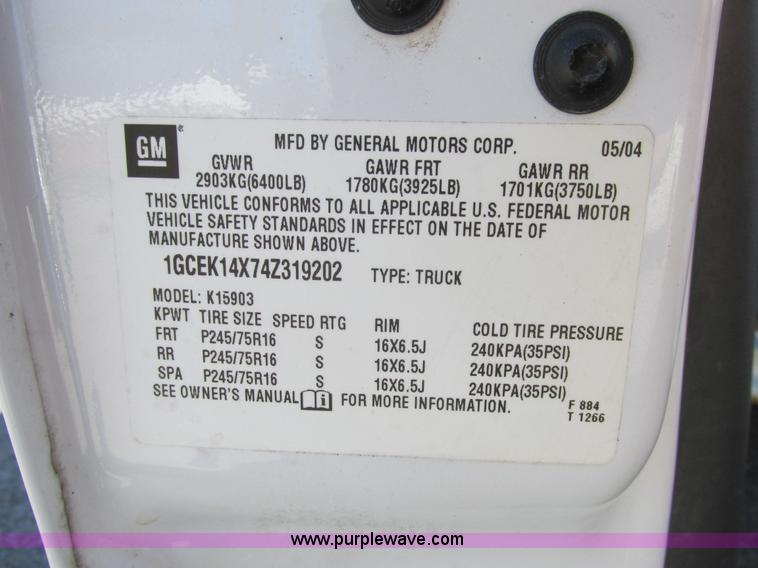 GM®
MFD BY GENERAL MOTORS CORP. 05/04
GVWR GAWR FRT GAWR RR
2903KG(6400LB) 1780KG(3925LB) 1701KG(3750LB)
THIS VEHICLE CONFORMS TO ALL APPLICABLE U.S. FEDERAL MOTOR
VEHICLE SAFETY STANDARDS IN EFFECT ON THE DATE OF
MANUFACTURE SHOWN ABOVE.
1GCEK14X74Z319202 TYPE: TRUCK
MODEL: K15903
KPWT TIRE SIZE SPEED RTG RIM COLD TIRE PRESSURE
FRT P245/75R16 S 16X6.5J 240KPA(35PSI)
RR P245/75R16 S 16X6.5J 240KPA(35PSI)
SPA P245/75R16 S 16X6.5J 240KPA(35PSI)
SEE OWNER'S MANUAL i FOR MORE INFORMATION. F 884
T 1266
www.purplewave.com